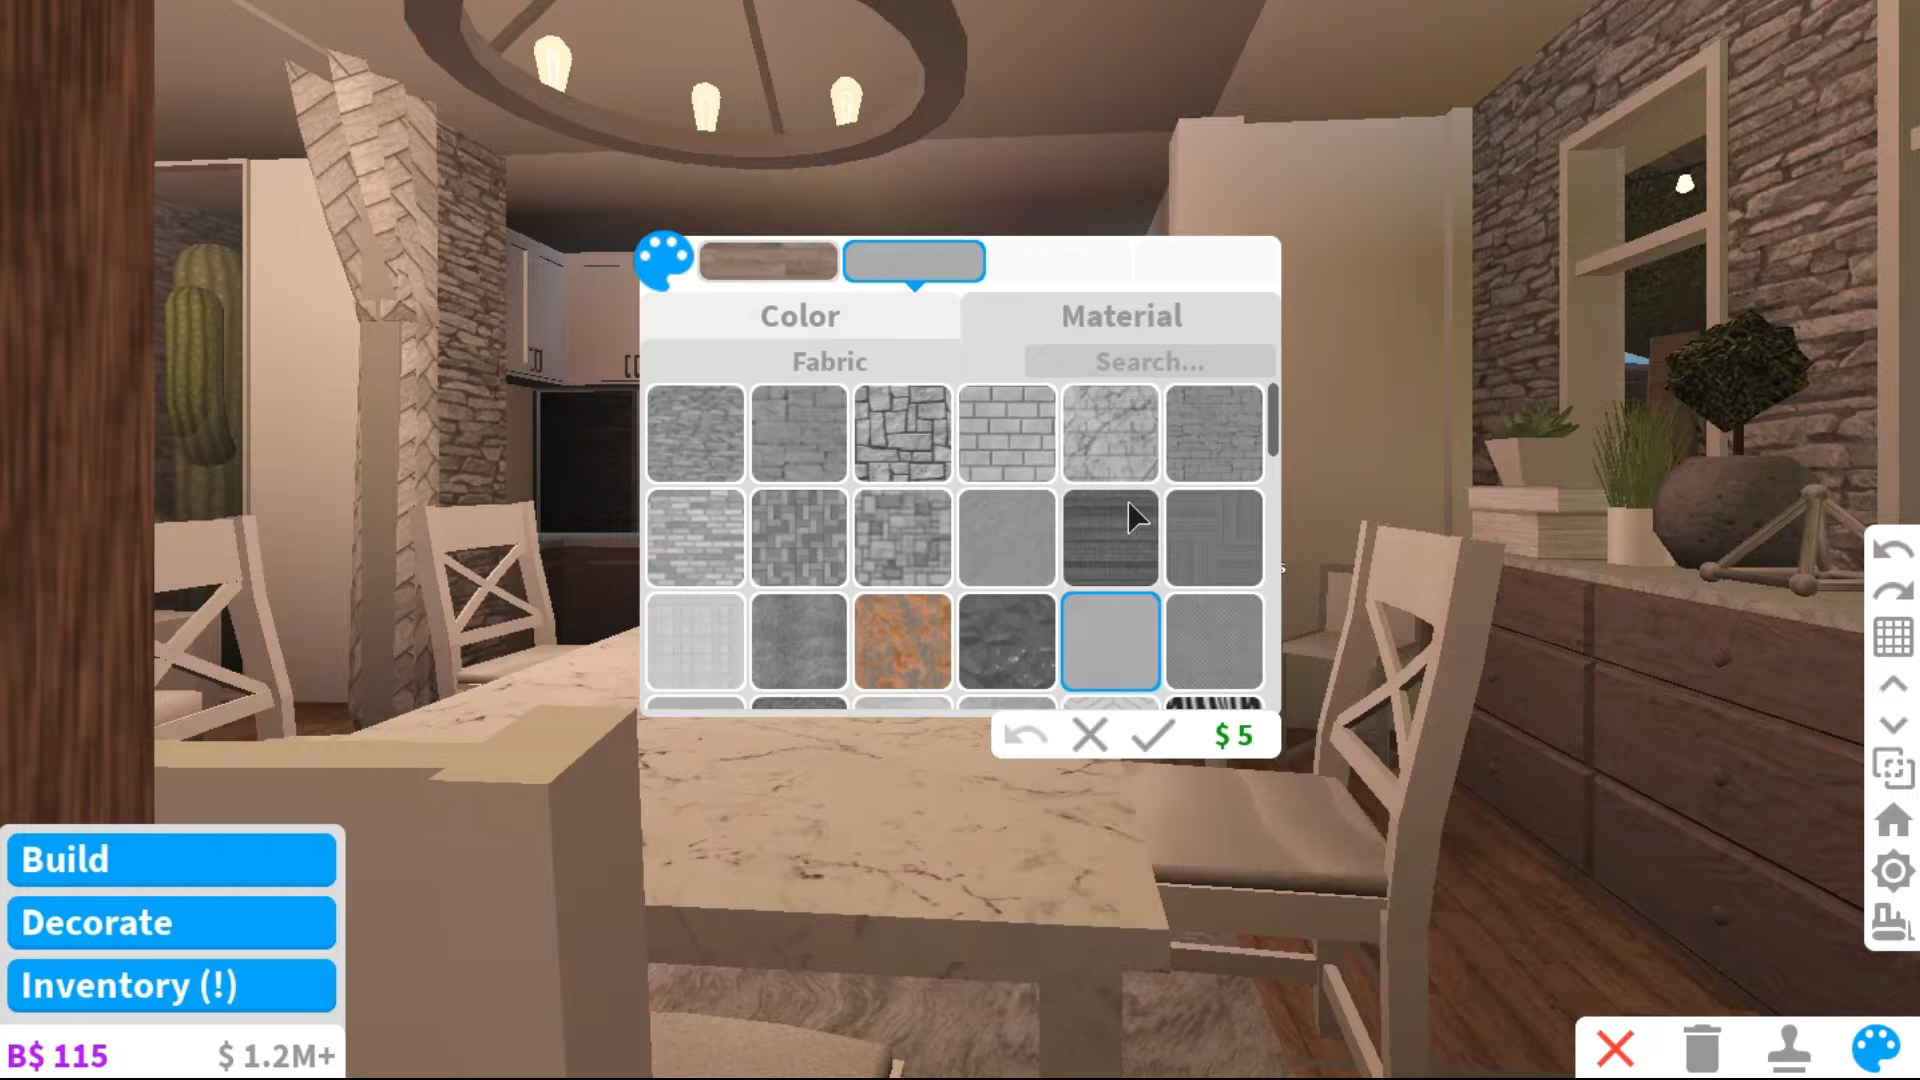 Color
Material
Fabric
Search...
$ 5
Build
Decorate
Inventory (!)
B$ 115
$ 1.2M+